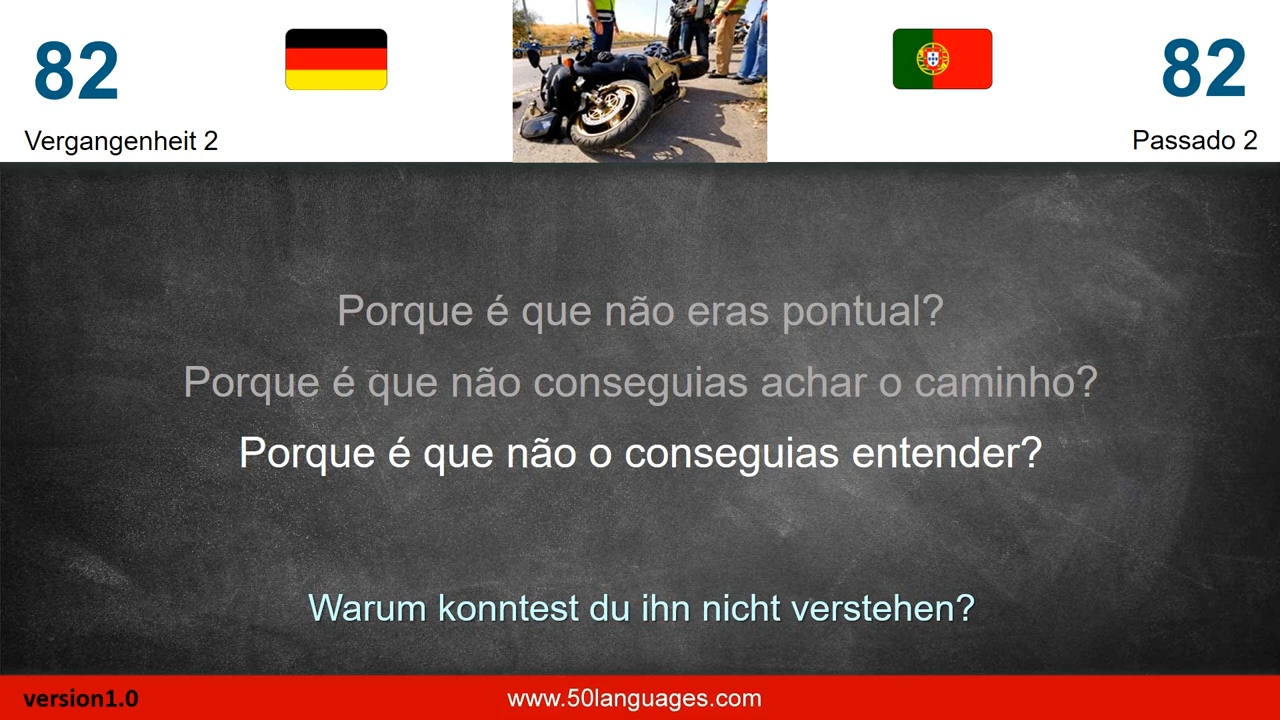 82
82
Vergangenheit 2
Passado 2
Porque é que não eras pontual?
Porque é que não conseguias achar o caminho?
Porque é que não o conseguias entender?
Warum konntest du ihn nicht verstehen?
version1.0
www.50languages.com